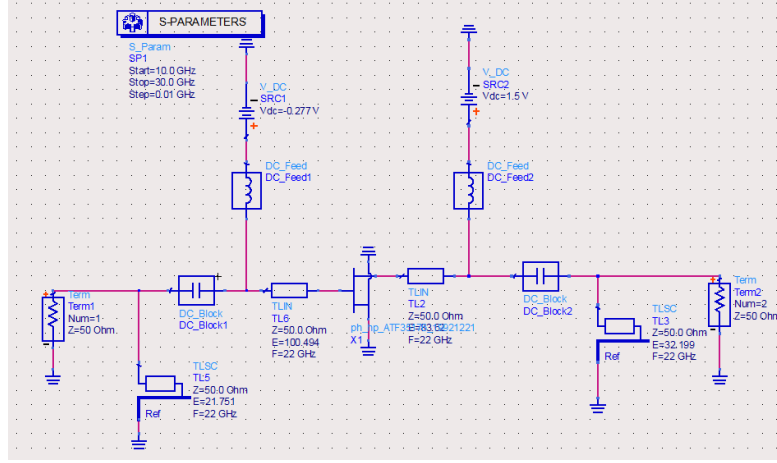 S-PARAMETERS
S_Param
SP1
Start=10.0 GHz
Stop=30.0 GHz
Step=0.01 GHz
V_DC
SRC1
Vdc=-0.277 V
V_DC
SRC2
Vdc=1.5 V
DC_Feed
DC_Feed1
DC_Feed
DC_Feed2
Term
Term1
Num=1
Z=50 Ohm
DC_Block
DC_Block1
TLIN
TL6
Z=50.0 Ohm
E=100.494
F=22 GHz
X1
TLIN
TL2
Z=50.0 Ohm
F=22 GHz
DC_Block
DC_Block2
TLSC
TL3
Z=50.0 Ohm
E=32.199
F=22 GHz
Ref
Term
Term2
Num=2
Z=50 Ohm
TLSC
TL5
Z=50.0 Ohm
E=21.751
F=22 GHz
Ref